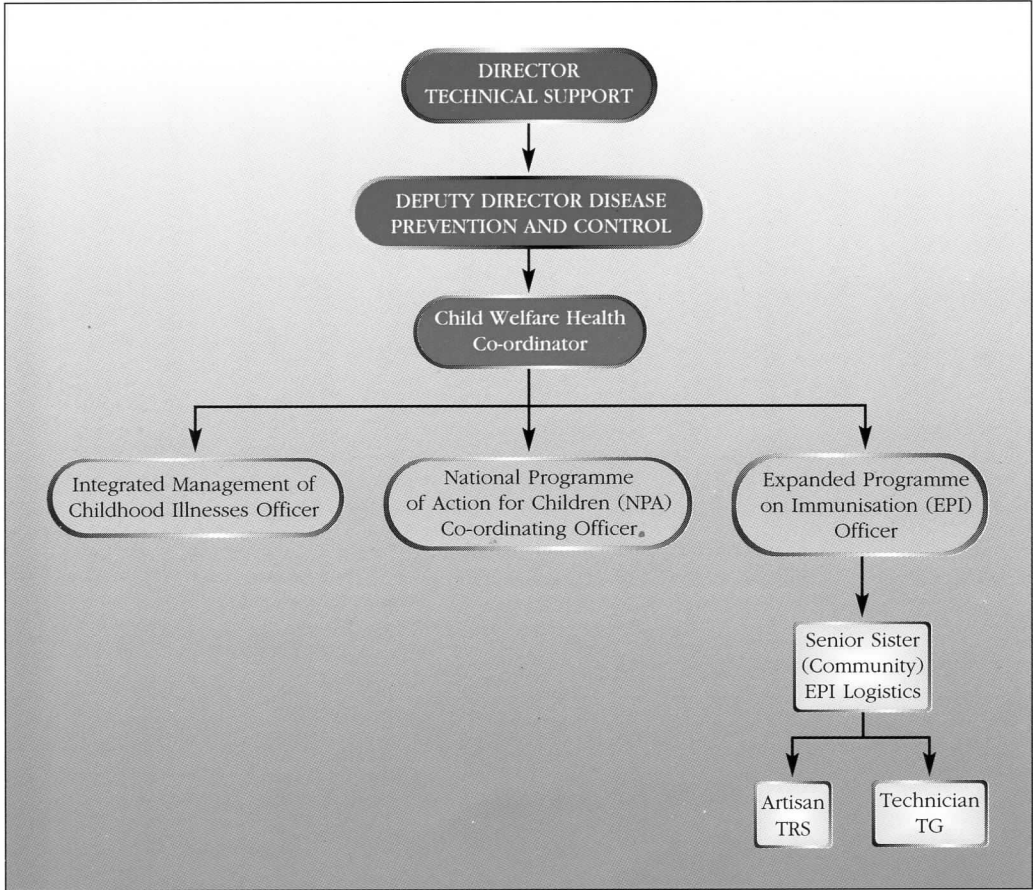 DIRECTOR
TECHNICAL SUPPORT
DEPUTY DIRECTOR DISEASE
PREVENTION AND CONTROL
Child Welfare Health
Co-ordinator
Integrated Management of
Childhood Illnesses Officer
National Programme
of Action for Children (NPA)
Co-ordinating Officer
Expanded Programme
on Immunisation (EPI)
Officer
Senior Sister
(Community)
EPI Logistics
Artisan
TRS
Technician
TG